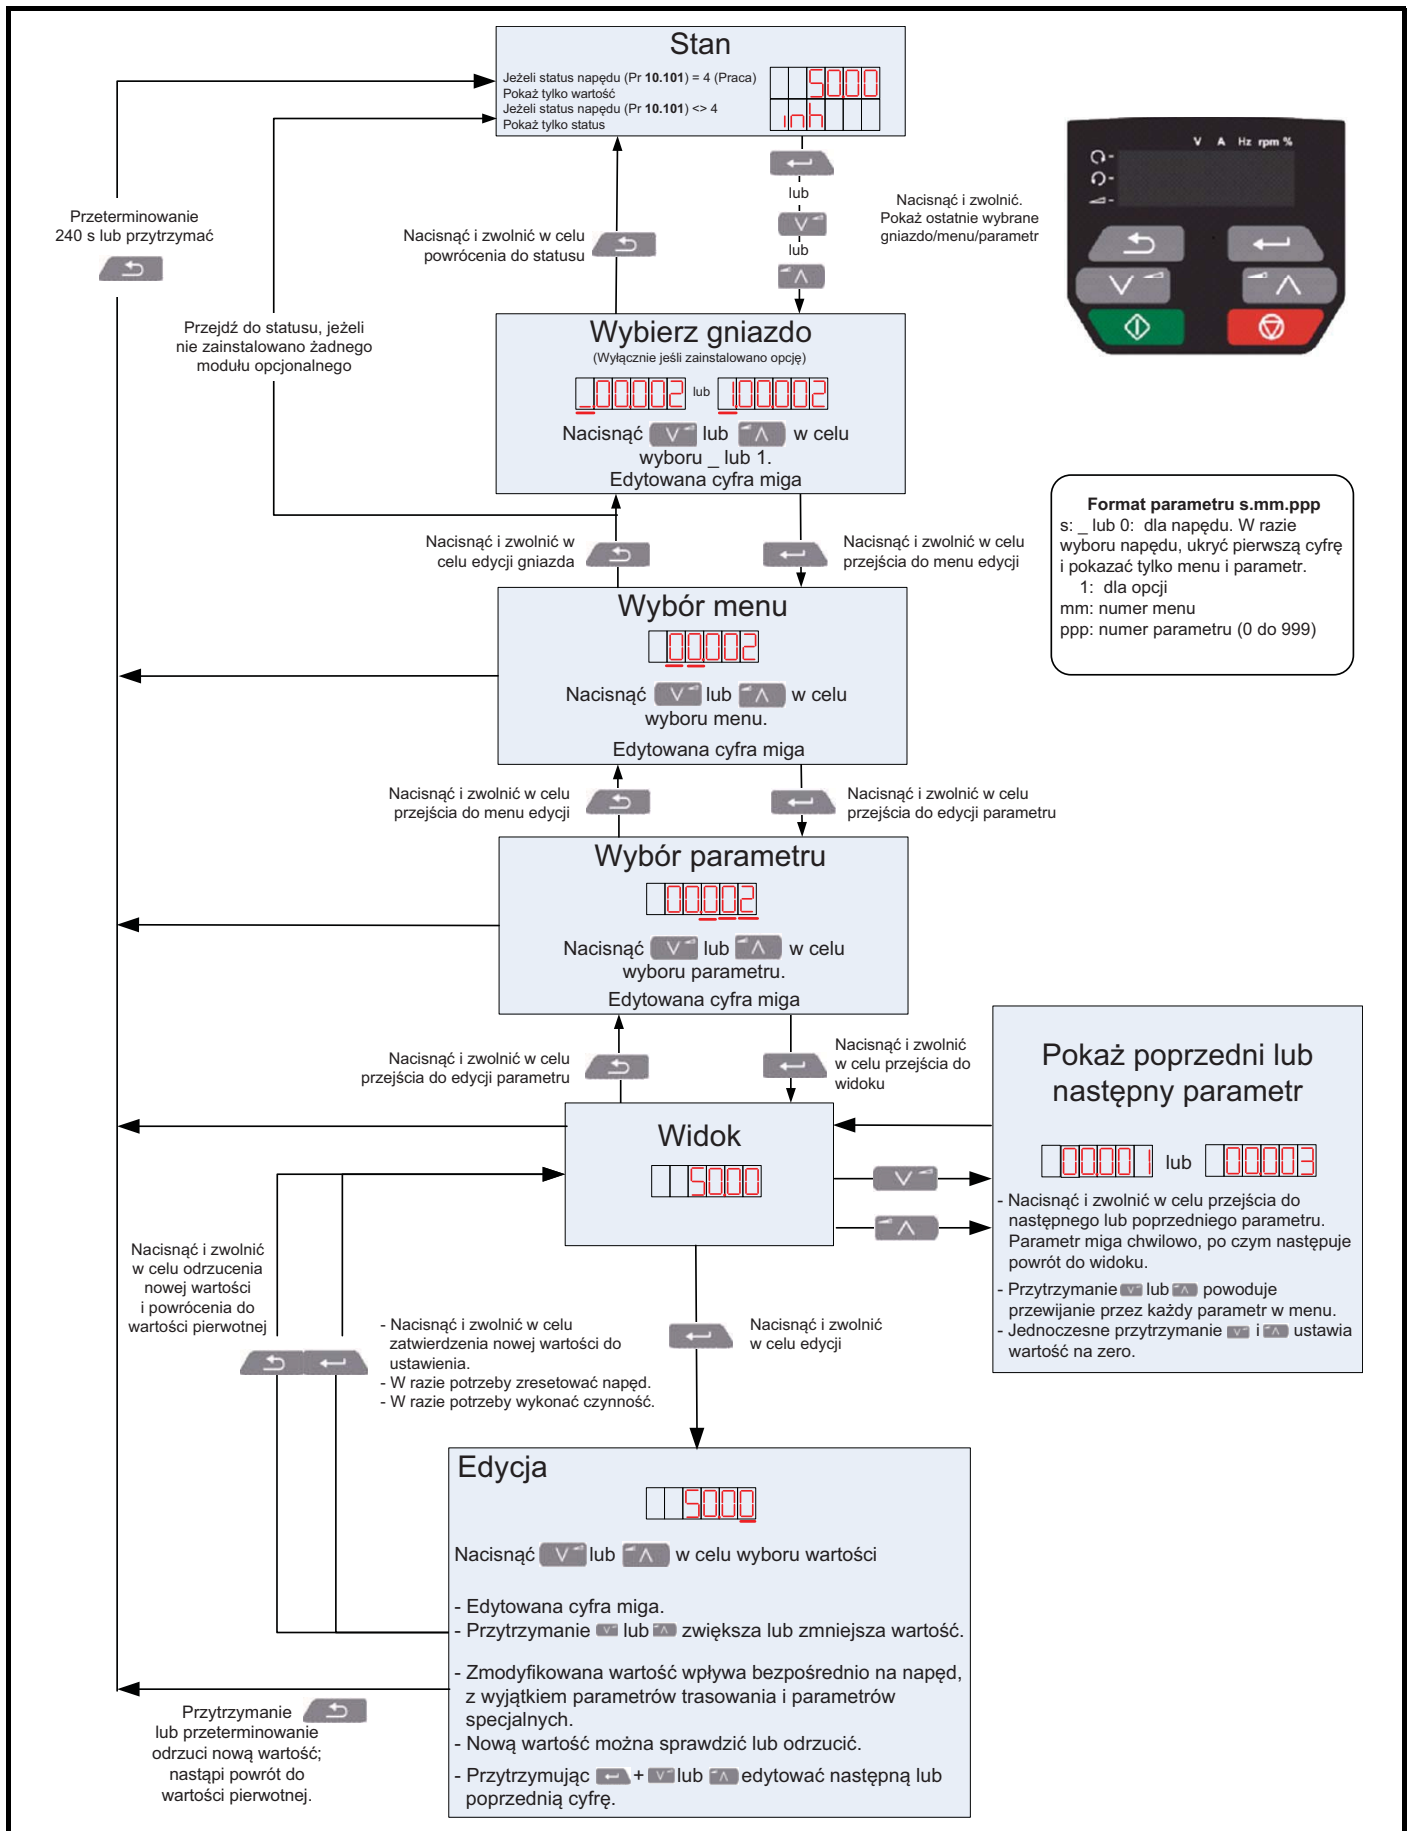 Stan
Jeżeli status napędu (Pr 10.101) = 4 (Praca)
Pokaż tylko wartość
Jeżeli status napędu (Pr 10.101) <> 4
Pokaż tylko status
5000
inh
V A Hz rpm %
lub
lub
Nacisnąć i zwolnić.
Pokaż ostatnie wybrane
gniazdo/menu/parametr
Przeterminowanie
240 s lub przytrzymać
Nacisnąć i zwolnić w celu
powrócenia do statusu
Przejdź do statusu, jeżeli
nie zainstalowano żadnego
modułu opcjonalnego
Wybierz gniazdo
(Wyłącznie jeśli zainstalowano opcję)
_00002 lub 100002
Nacisnąć lub w celu
wyboru _ lub 1.
Edytowana cyfra miga
Nacisnąć i zwolnić w
celu edycji gniazda
Nacisnąć i zwolnić w celu
przejścia do menu edycji
Format parametru s.mm.ppp
s: _ lub 0: dla napędu. W razie
wyboru napędu, ukryć pierwszą cyfrę
i pokazać tylko menu i parametr.
1: dla opcji
mm: numer menu
ppp: numer parametru (0 do 999)
Wybór menu
00002
Nacisnąć lub w celu
wyboru menu.
Edytowana cyfra miga
Nacisnąć i zwolnić w celu
przejścia do menu edycji
Nacisnąć i zwolnić w celu
przejścia do edycji parametru
Wybór parametru
00002
Nacisnąć lub w celu
wyboru parametru.
Edytowana cyfra miga
Nacisnąć i zwolnić w celu
przejścia do edycji parametru
Nacisnąć i zwolnić
w celu przejścia do
widoku
Widok
5000
Pokaż poprzedni lub
następny parametr
00001 lub 00003
- Nacisnąć i zwolnić w celu przejścia do
następnego lub poprzedniego parametru.
Parametr miga chwilowo, po czym następuje
powrót do widoku.
- Przytrzymanie lub powoduje
przewijanie przez każdy parametr w menu.
- Jednoczesne przytrzymanie i ustawia
wartość na zero.
Nacisnąć i zwolnić
w celu odrzucenia
nowej wartości
i powrócenia do
wartości pierwotnej
- Nacisnąć i zwolnić w celu
zatwierdzenia nowej wartości do
ustawienia.
- W razie potrzeby zresetować napęd.
- W razie potrzeby wykonać czynność.
Nacisnąć i zwolnić
w celu edycji
Edycja
5000
Nacisnąć lub w celu wyboru wartości
- Edytowana cyfra miga.
- Przytrzymanie lub zwiększa lub zmniejsza wartość.
- Zmodyfikowana wartość wpływa bezpośrednio na napęd,
z wyjątkiem parametrów trasowania i parametrów
specjalnych.
- Nową wartość można sprawdzić lub odrzucić.
- Przytrzymując + lub edytować następną lub
poprzednią cyfrę.
Przytrzymanie
lub przeterminowanie
odrzuci nową wartość;
nastąpi powrót do
wartości pierwotnej.